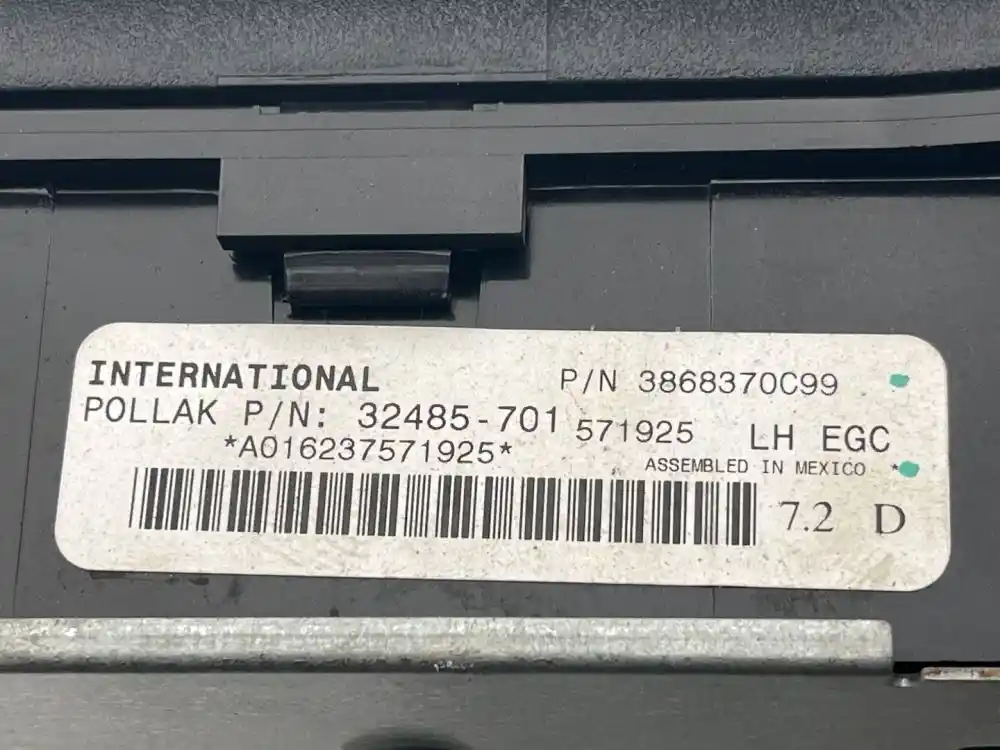 INTERNATIONAL P/N 3868370C99
POLLAK P/N: 32485-701 571925 LH EGC
*A016237571925* ASSEMBLED IN MEXICO *
7.2 D